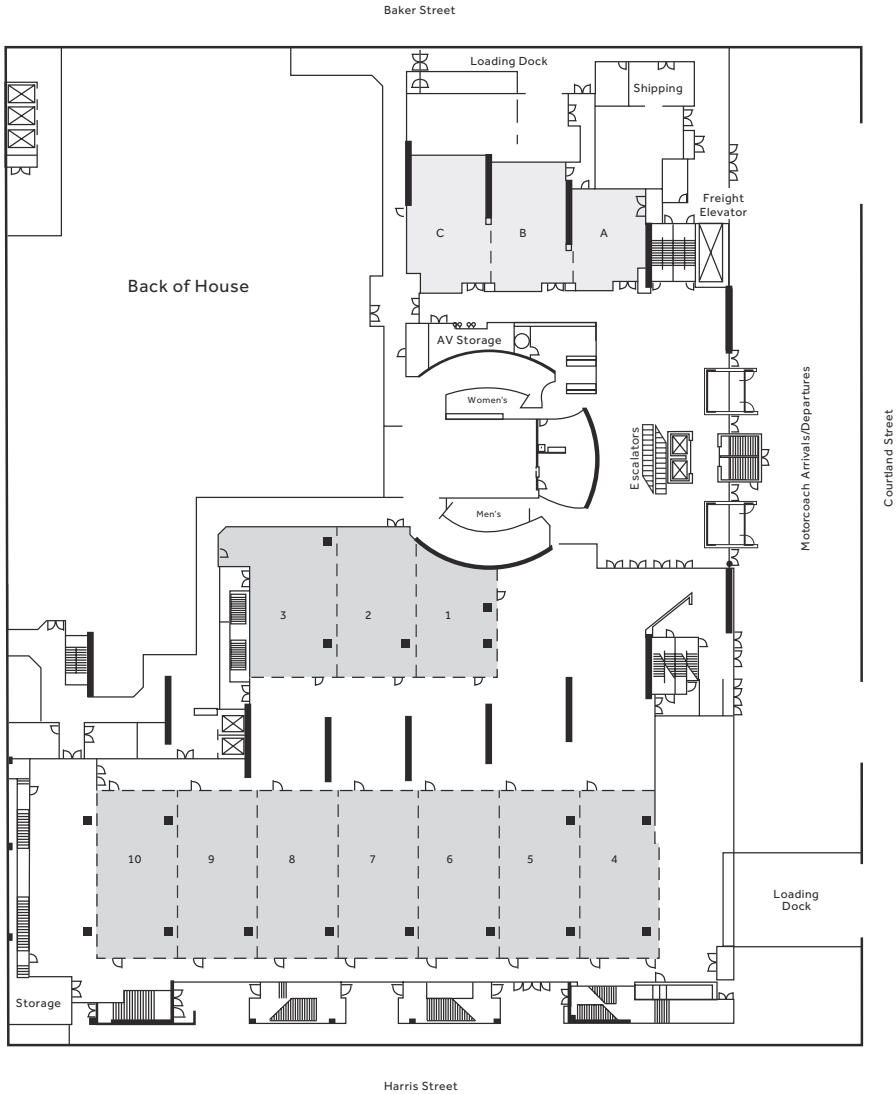 Baker Street
Loading Dock
Shipping
Freight
Elevator
C
B
A
Back of House
AV Storage
Women's
Escalators
Motorcoach Arrivals/Departures
Courtland Street
Men's
3
2
1
10
9
8
7
6
5
4
Loading
Dock
Storage
Harris Street